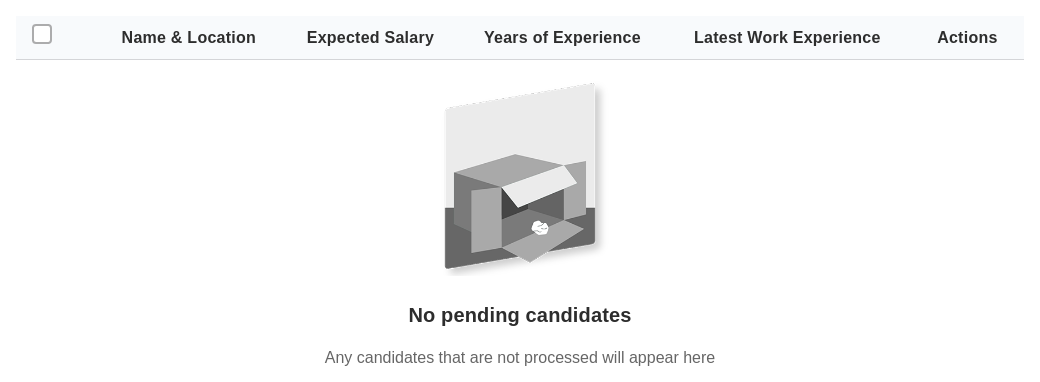 Name & Location Expected Salary Years of Experience Latest Work Experience Actions
No pending candidates
Any candidates that are not processed will appear here